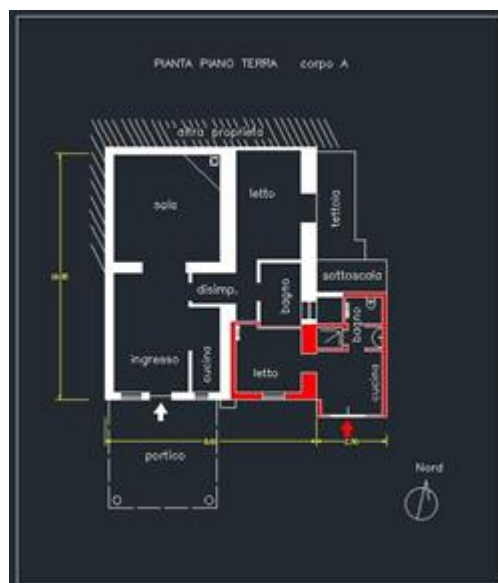 PIANTA PIANO TERRA corpo A
altra proprietà
sala
letto
tettoia
sottoscala
disimp.
bagno
bagno
ingresso
cucina
letto
cucina
portico
Nord